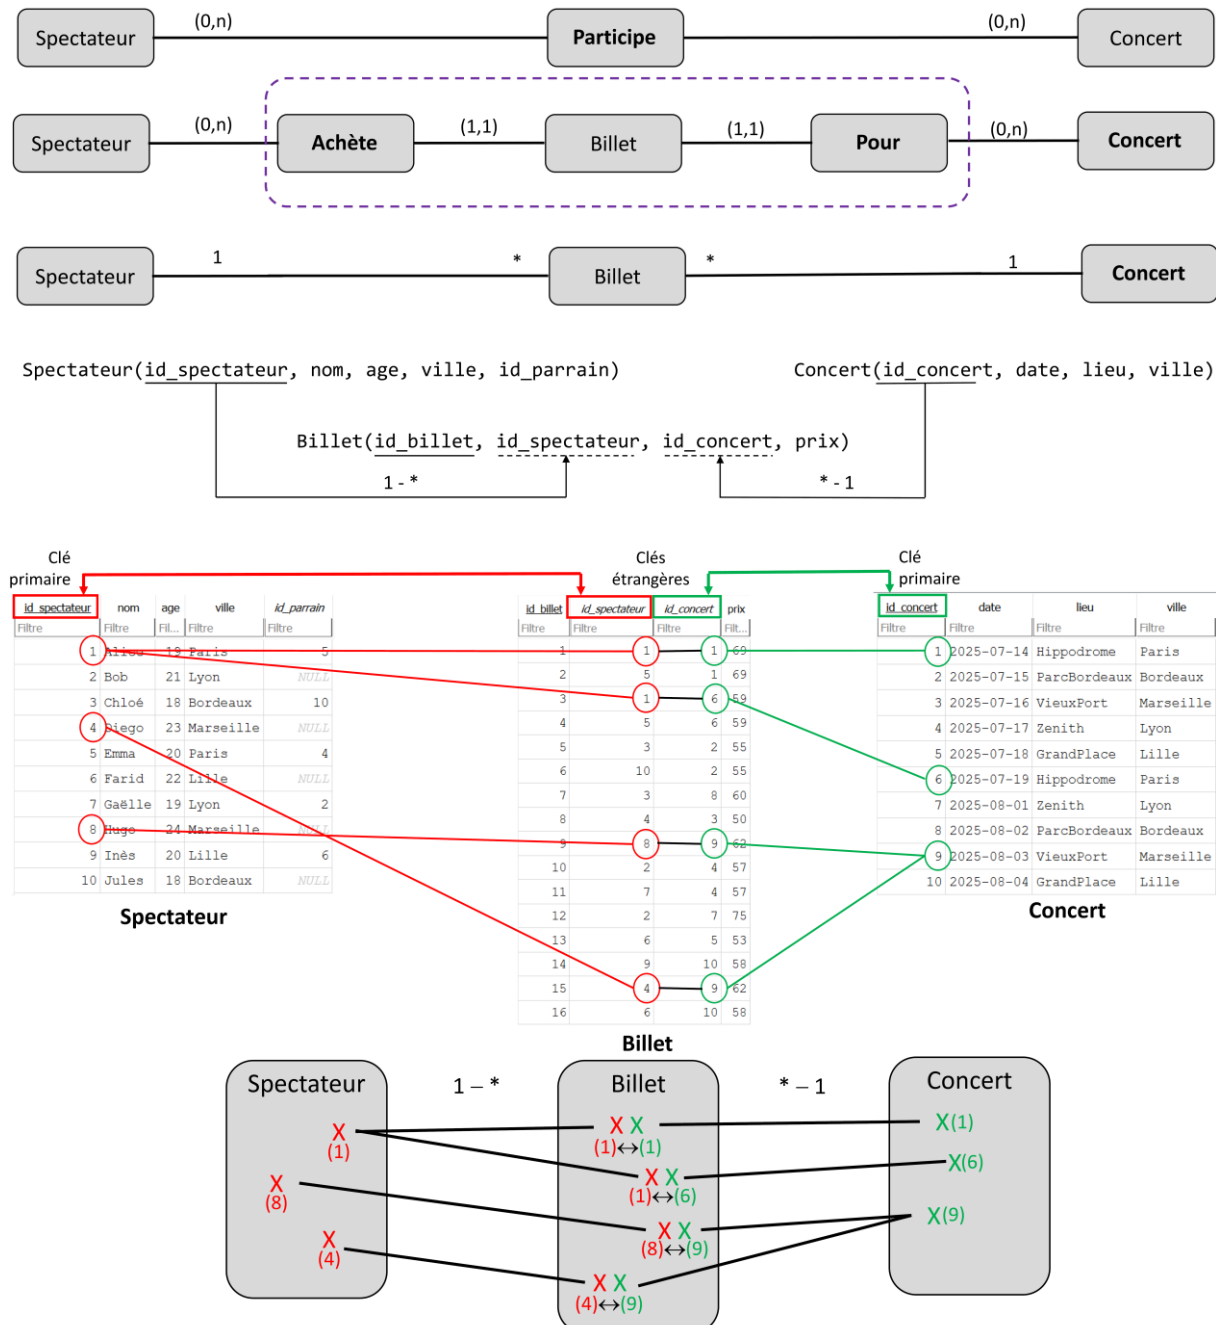 Spectateur (0,n) Participe (0,n) Concert
Spectateur (0,n) Achète (1,1) Billet (1,1) Pour (0,n) Concert
Spectateur 1 * Billet * 1 Concert
Spectateur(id_spectateur, nom, age, ville, id_parrain)
Concert(id_concert, date, lieu, ville)
Billet(id_billet, id_spectateur, id_concert, prix)
1 - *
* - 1
Clé primaire
Clés étrangères
Clé primaire
id_spectateur nom age ville id_parrain
Filtre Filtre Fil... Filtre Filtre
1 Alice 19 Paris 5
2 Bob 21 Lyon NULL
3 Chloé 18 Bordeaux 10
4 Diego 23 Marseille NULL
5 Emma 20 Paris 4
6 Farid 22 Lille NULL
7 Gaëlle 19 Lyon 2
8 Hugo 24 Marseille NULL
9 Inès 20 Lille 6
10 Jules 18 Bordeaux NULL
Spectateur
id_billet id_spectateur id_concert prix
Filtre Filtre Filtre Filt...
1 1 1 69
2 5 1 69
3 1 6 59
4 5 6 59
5 3 2 55
6 10 2 55
7 3 8 60
8 4 3 50
9 8 9 62
10 2 4 57
11 7 4 57
12 2 7 75
13 6 5 53
14 9 10 58
15 4 9 62
16 6 10 58
Billet
id_concert date lieu ville
Filtre Filtre Filtre Filtre
1 2025-07-14 Hippodrome Paris
2 2025-07-15 ParcBordeaux Bordeaux
3 2025-07-16 VieuxPort Marseille
4 2025-07-17 Zenith Lyon
5 2025-07-18 GrandPlace Lille
6 2025-07-19 Hippodrome Paris
7 2025-08-01 Zenith Lyon
8 2025-08-02 ParcBordeaux Bordeaux
9 2025-08-03 VieuxPort Marseille
10 2025-08-04 GrandPlace Lille
Concert
Spectateur 1 – * Billet * – 1 Concert
X X X X(1)
(1) (1)↔(1)
X X X X(6)
(8) (1)↔(6)
X X X X(9)
(4) (8)↔(9)
X X
(4)↔(9)